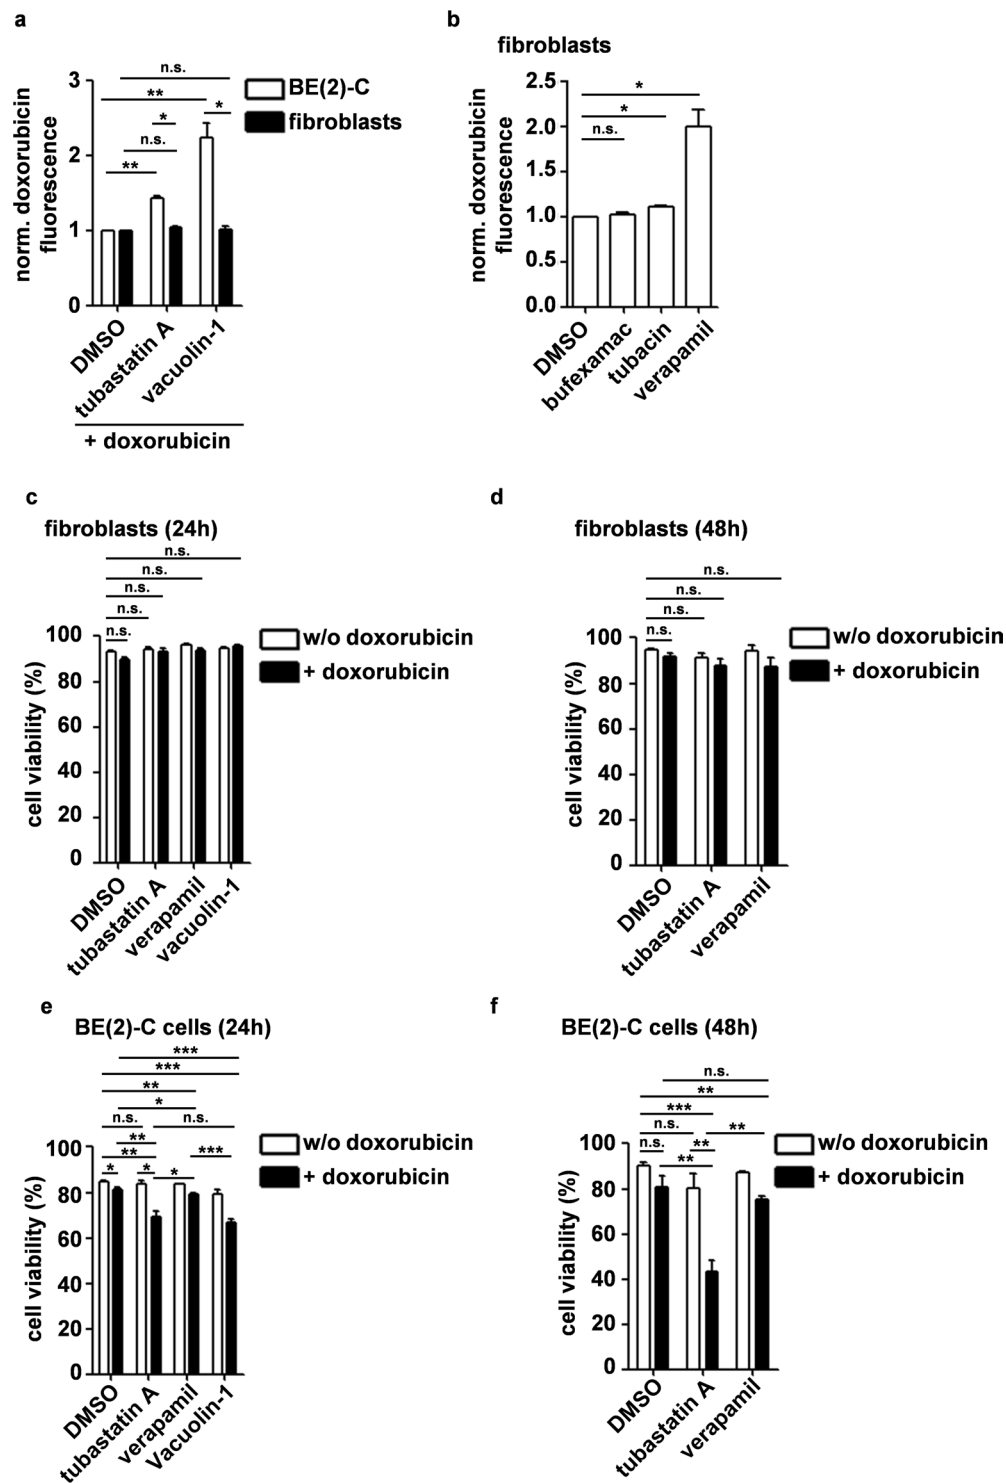 a
norm. doxorubicin
fluorescence
3
2
1
0
n.s.
**
*
*
n.s.
**
BE(2)-C
fibroblasts
DMSO
tubastatin A
vacuolin-1
+ doxorubicin
b
fibroblasts
norm. doxorubicin
fluorescence
2.5
2.0
1.5
1.0
0.5
0.0
*
*
n.s.
DMSO
bufexamac
tubacin
verapamil
c
fibroblasts (24h)
n.s.
n.s.
n.s.
n.s.
n.s.
cell viability (%)
100
80
60
40
20
0
w/o doxorubicin
+ doxorubicin
DMSO
tubastatin A
verapamil
vacuolin-1
d
fibroblasts (48h)
n.s.
n.s.
n.s.
n.s.
cell viability (%)
100
80
60
40
20
0
w/o doxorubicin
+ doxorubicin
DMSO
tubastatin A
verapamil
e
BE(2)-C cells (24h)
***
***
**
*
n.s. n.s.
**
** ***
* * *
cell viability (%)
100
80
60
40
20
0
w/o doxorubicin
+ doxorubicin
DMSO
tubastatin A
verapamil
Vacuolin-1
f
BE(2)-C cells (48h)
n.s.
**
***
n.s. **
n.s. **
**
cell viability (%)
100
80
60
40
20
0
w/o doxorubicin
+ doxorubicin
DMSO
tubastatin A
verapamil